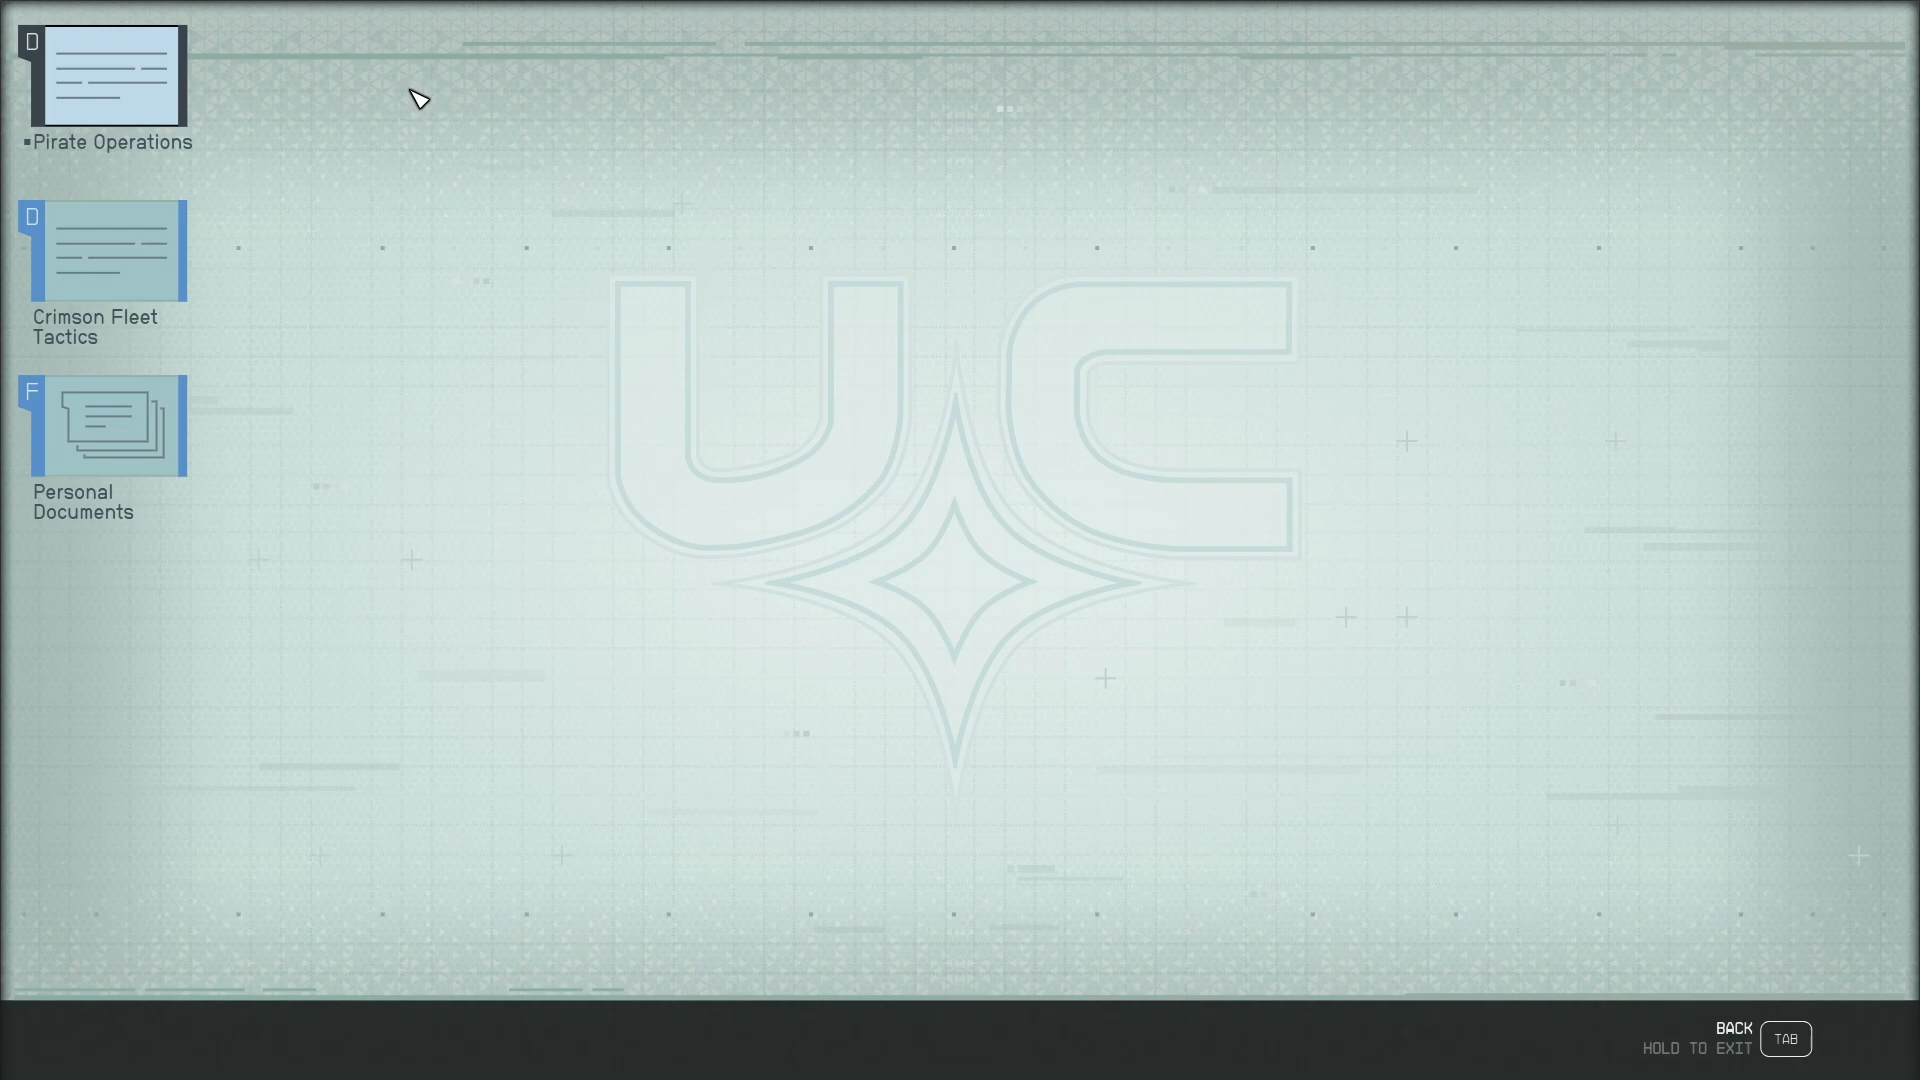 D
Pirate Operations
D
Crimson Fleet
Tactics
F
Personal
Documents
UC
BACK
HOLD TO EXIT
TAB